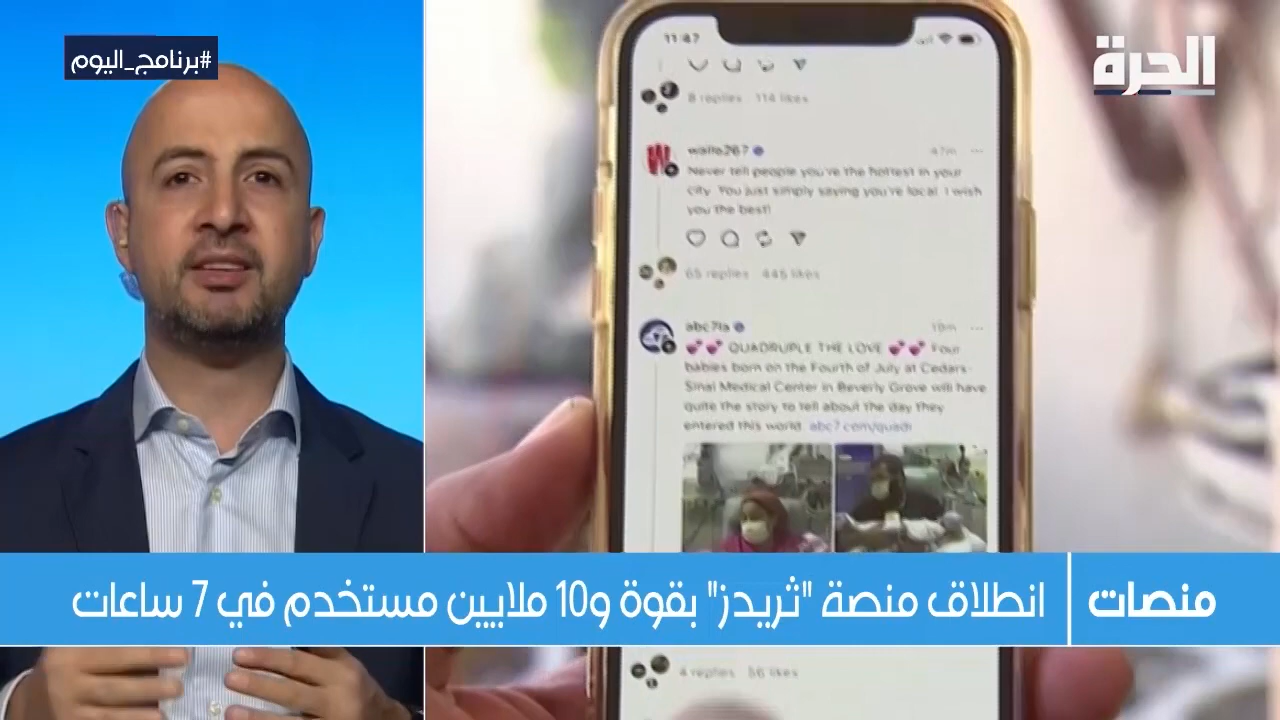 #برنامج_اليوم
الحرة
11:47
8 replies · 114 likes
wallo267
47m
Never tell people you've the hottest in your
city. You just simply saying you've local. I wish
you the best!
65 replies · 446 likes
abc7la
19m
💕💕 QUADRUPLE THE LOVE 💕💕 Four
babies born on the Fourth of July at Cedars-
Sinai Medical Center in Beverly Grove will have
quite the story to tell about the day they
entered this world. abc7.com/quadr
منصات
انطلاق منصة "ثريدز" بقوة و10 ملايين مستخدم في 7 ساعات
4 replies · 56 likes